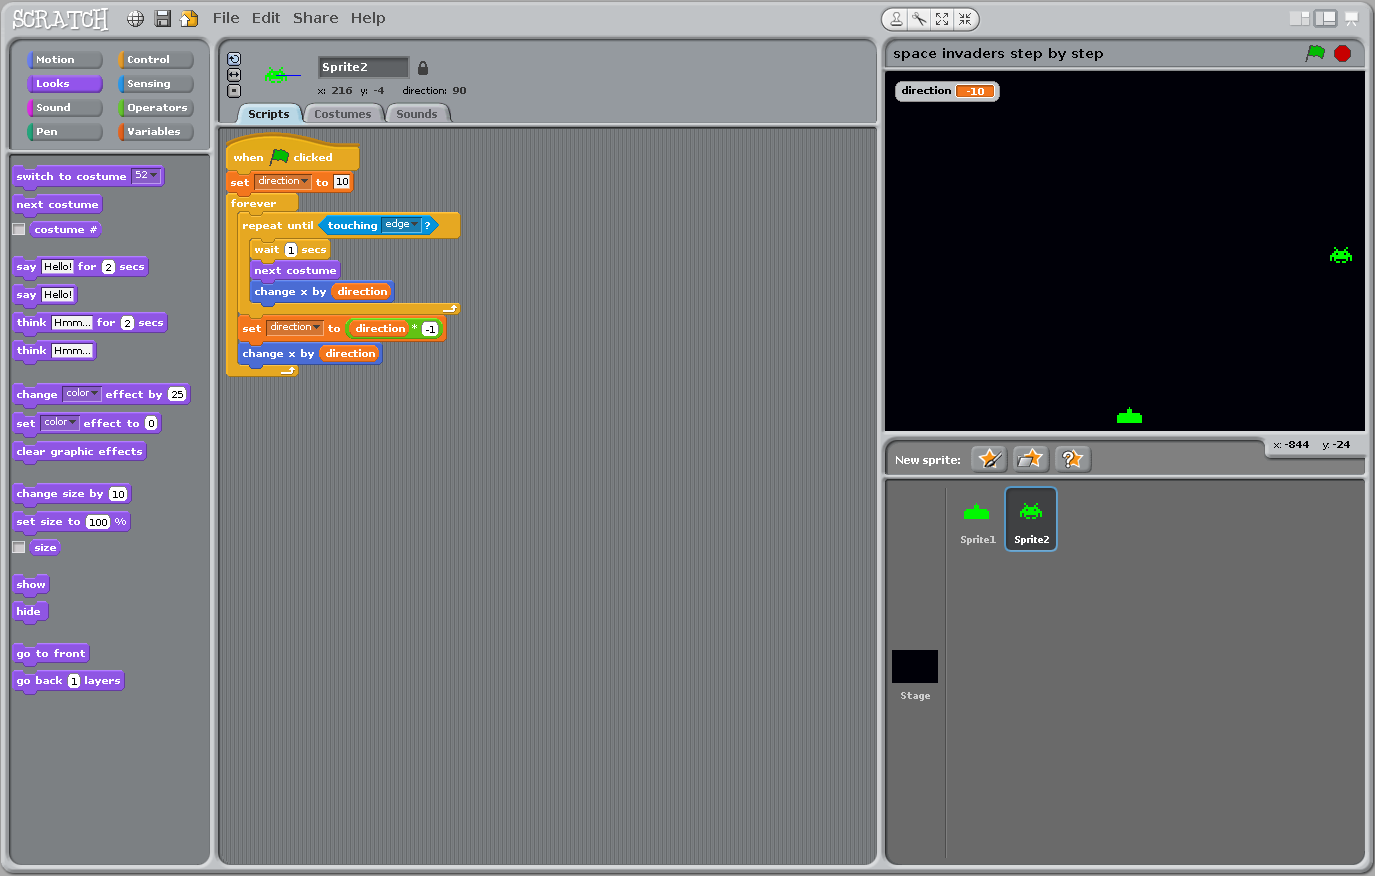 SCRATCH File Edit Share Help
Motion Control
Looks Sensing
Sound Operators
Pen Variables
switch to costume 52
next costume
costume #
say Hello! for 2 secs
say Hello!
think Hmm... for 2 secs
think Hmm...
change color effect by 25
set color effect to 0
clear graphic effects
change size by 10
set size to 100 %
size
show
hide
go to front
go back 1 layers
Sprite2
x: 216 y: -4 direction: 90
Scripts Costumes Sounds
when clicked
set direction to 10
forever
repeat until touching edge ?
wait 1 secs
next costume
change x by direction
set direction to direction * -1
change x by direction
space invaders step by step
direction -10
x: -844 y: -24
New sprite:
Sprite1 Sprite2
Stage